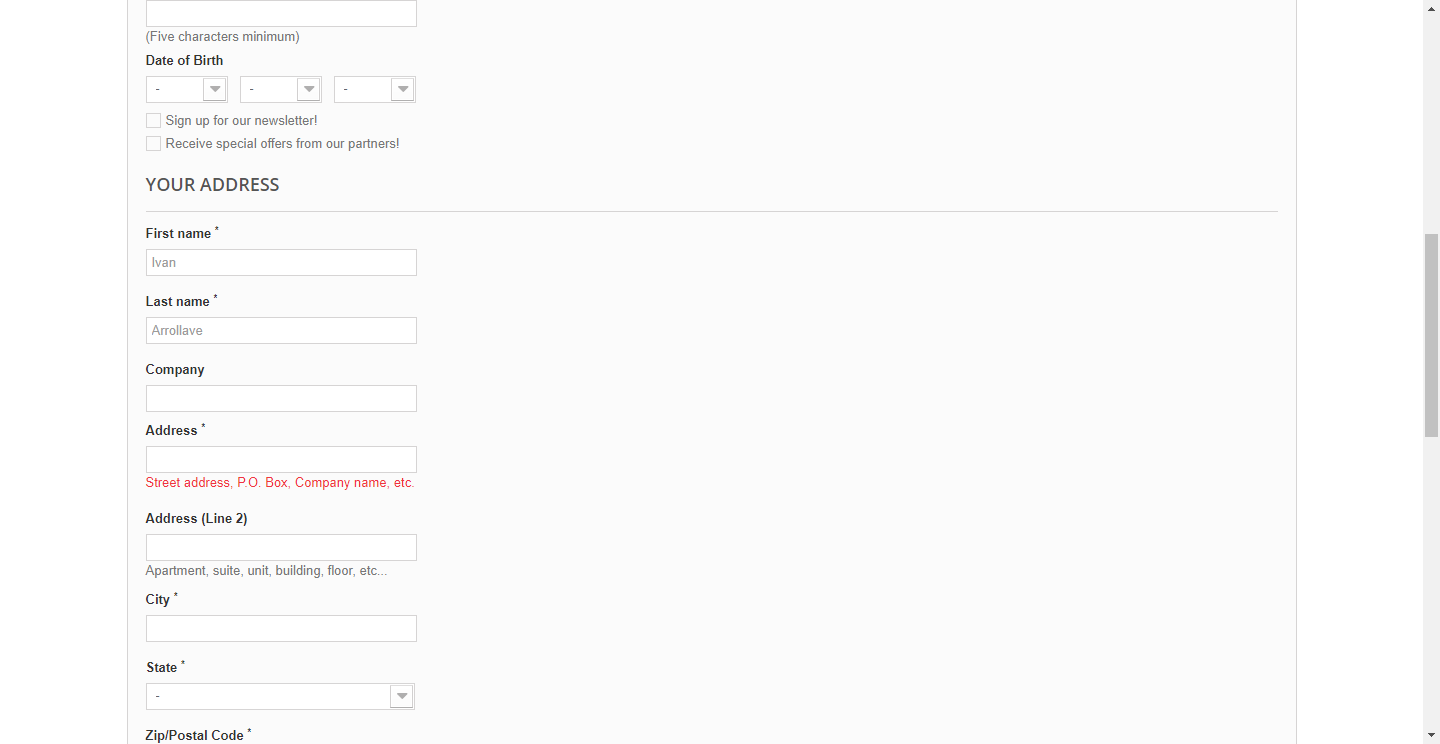 (Five characters minimum)
Date of Birth
- - -
Sign up for our newsletter!
Receive special offers from our partners!
YOUR ADDRESS
First name *
Ivan
Last name *
Arrollave
Company
Address *
Street address, P.O. Box, Company name, etc.
Address (Line 2)
Apartment, suite, unit, building, floor, etc...
City *
State *
-
Zip/Postal Code *